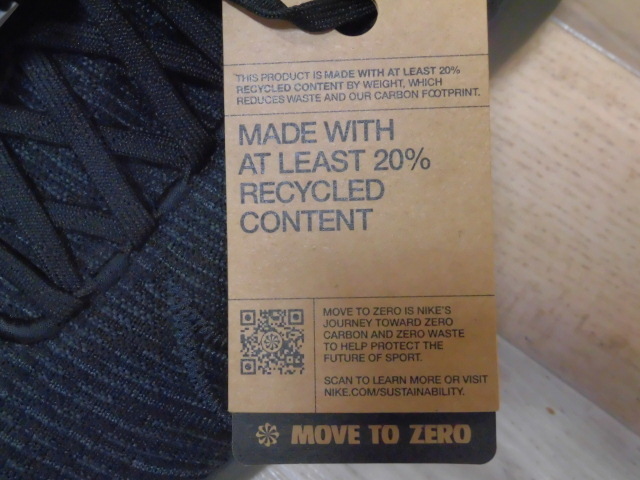 THIS PRODUCT IS MADE WITH AT LEAST 20%
RECYCLED CONTENT BY WEIGHT, WHICH
REDUCES WASTE AND OUR CARBON FOOTPRINT.
MADE WITH
AT LEAST 20%
RECYCLED
CONTENT
MOVE TO ZERO IS NIKE'S
JOURNEY TOWARD ZERO
CARBON AND ZERO WASTE
TO HELP PROTECT THE
FUTURE OF SPORT.
SCAN TO LEARN MORE OR VISIT
NIKE.COM/SUSTAINABILITY.
MOVE TO ZERO